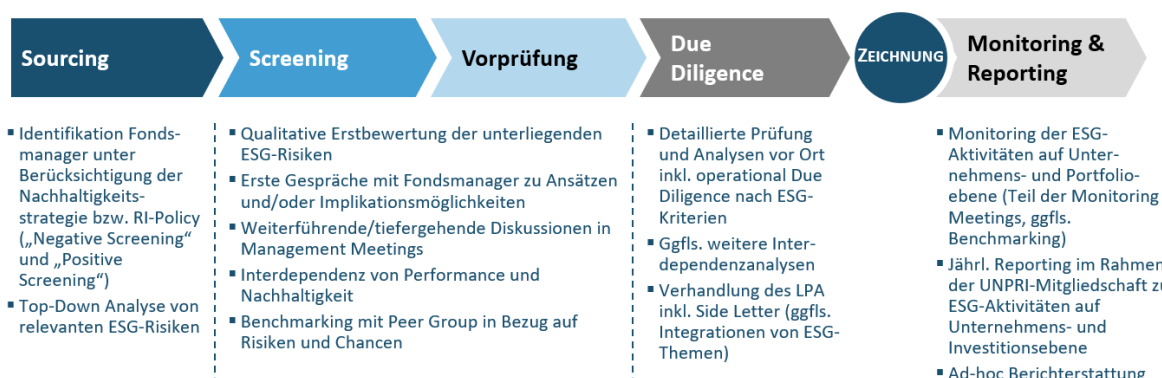 Sourcing
Screening
Vorprüfung
Due
Diligence
ZEICHNUNG
Monitoring &
Reporting
▪ Identifikation Fonds-
manager unter
Berücksichtigung der
Nachhaltigkeits-
strategie bzw. RI-Policy
(„Negative Screening“
und „Positive
Screening“)
▪ Top-Down Analyse von
relevanten ESG-Risiken
▪ Qualitative Erstbewertung der unterliegenden
ESG-Risiken
▪ Erste Gespräche mit Fondsmanager zu Ansätzen
und/oder Implikationsmöglichkeiten
▪ Weiterführende/tiefergehende Diskussionen in
Management Meetings
▪ Interdependenz von Performance und
Nachhaltigkeit
▪ Benchmarking mit Peer Group in Bezug auf
Risiken und Chancen
▪ Detaillierte Prüfung
und Analysen vor Ort
inkl. operational Due
Diligence nach ESG-
Kriterien
▪ Ggfls. weitere Inter-
dependenzanalysen
▪ Verhandlung des LPA
inkl. Side Letter (ggfls.
Integrationen von ESG-
Themen)
▪ Monitoring der ESG-
Aktivitäten auf Unter-
nehmens- und Portfolio-
ebene (Teil der Monitoring
Meetings, ggfls.
Benchmarking)
▪ Jährl. Reporting im Rahmen
der UNPRI-Mitgliedschaft
ESG-Aktivitäten auf
Unternehmens- und
Investitionsebene
▪ Ad-hoc Berichterstattung